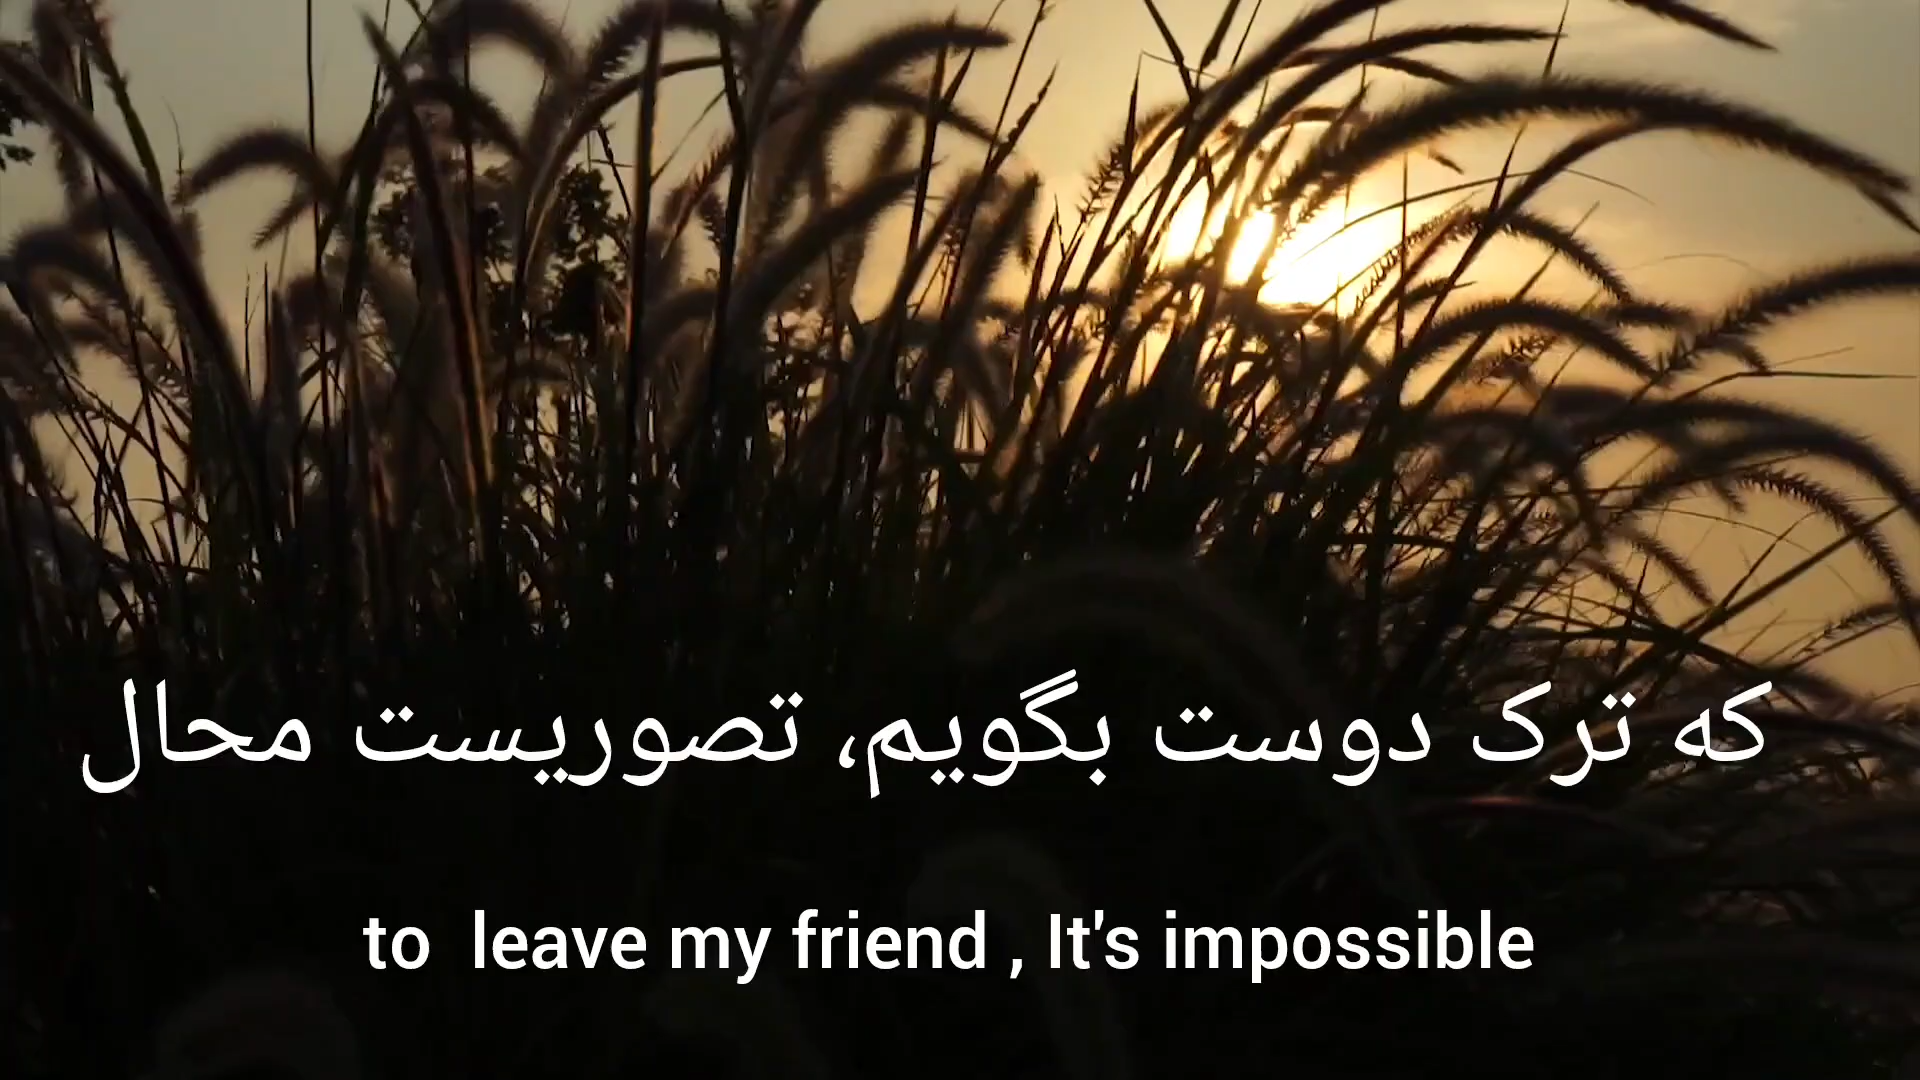 که ترک دوست بگویم، تصوریست محال
to  leave my friend , It's impossible